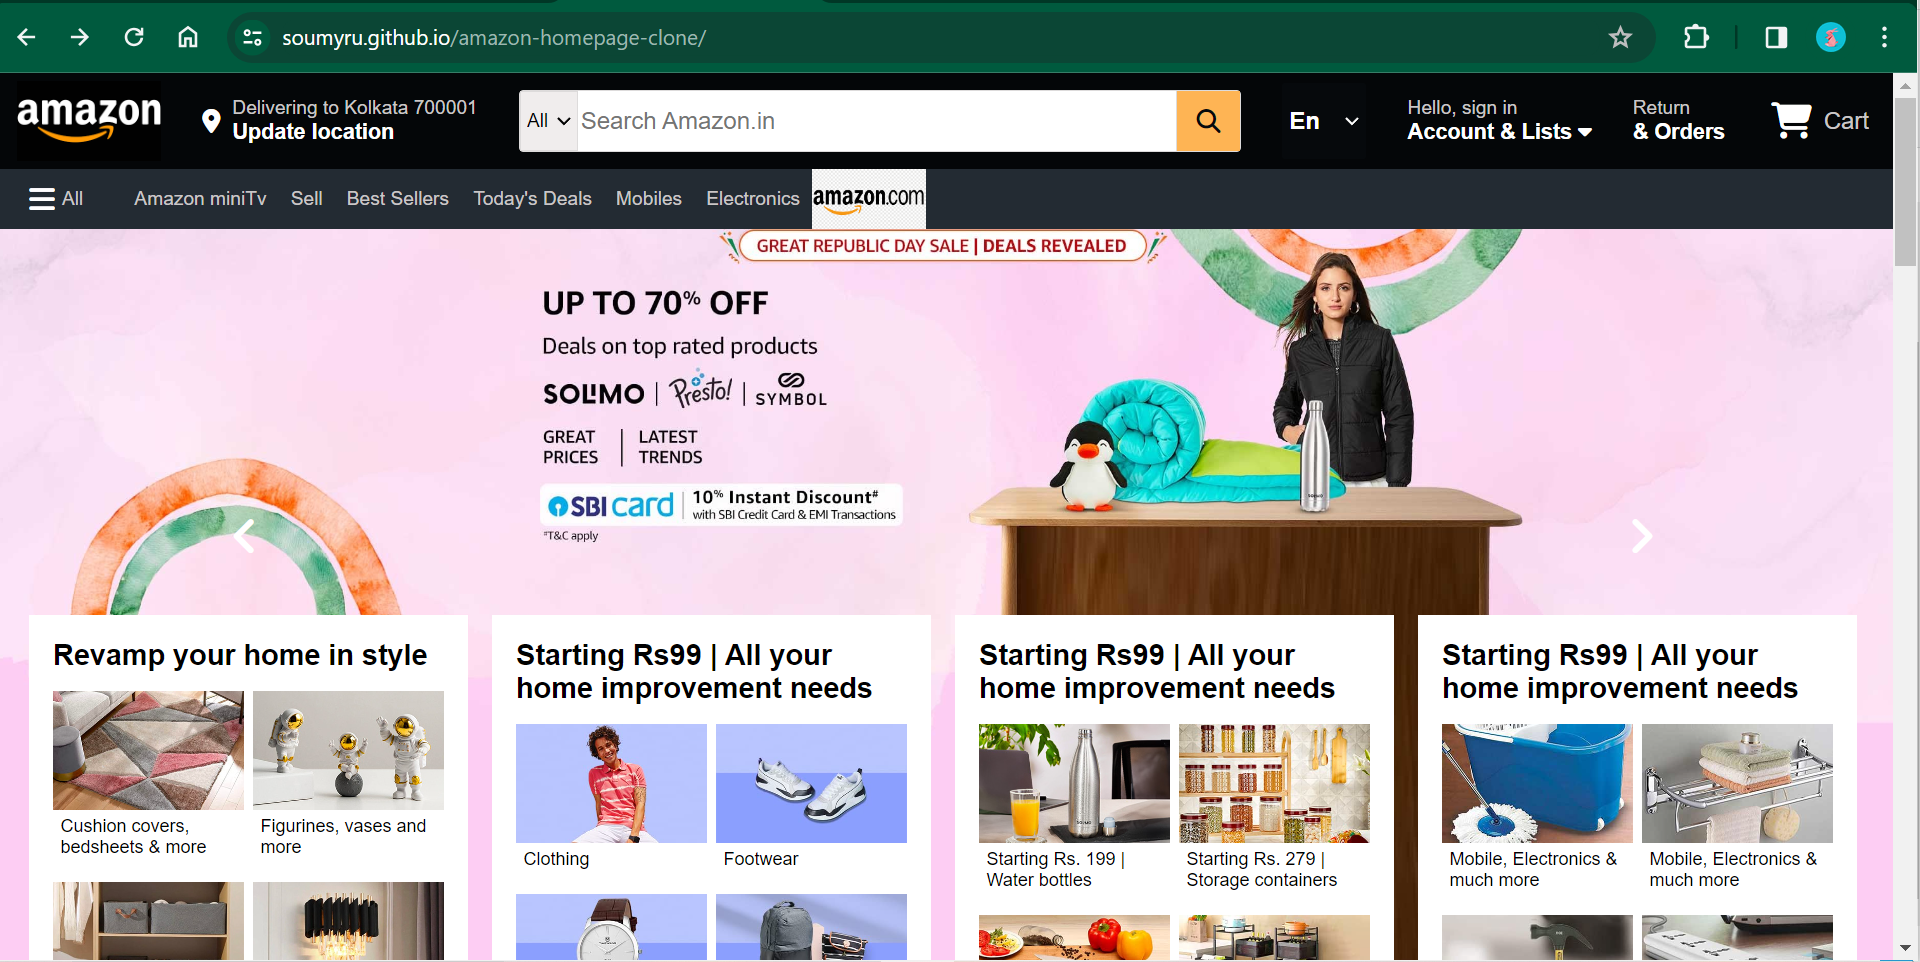 soumyru.github.io/amazon-homepage-clone/
amazon
Delivering to Kolkata 700001
Update location
All
Search Amazon.in
En
Hello, sign in
Account & Lists
Return
& Orders
Cart
All
Amazon miniTv
Sell
Best Sellers
Today's Deals
Mobiles
Electronics
amazon.com
GREAT REPUBLIC DAY SALE | DEALS REVEALED
UP TO 70% OFF
Deals on top rated products
SOLIMO | Presto! | SYMBOL
GREAT PRICES
LATEST TRENDS
SBI card
10% Instant Discount#
with SBI Credit Card & EMI Transactions
#T&C apply
SOLIMO
Revamp your home in style
Cushion covers,
bedsheets & more
Figurines, vases and
more
Starting Rs99 | All your
home improvement needs
Clothing
Footwear
Starting Rs99 | All your
home improvement needs
SOLIMO
Starting Rs. 199 |
Water bottles
Starting Rs. 279 |
Storage containers
Starting Rs99 | All your
home improvement needs
Mobile, Electronics &
much more
Mobile, Electronics &
much more